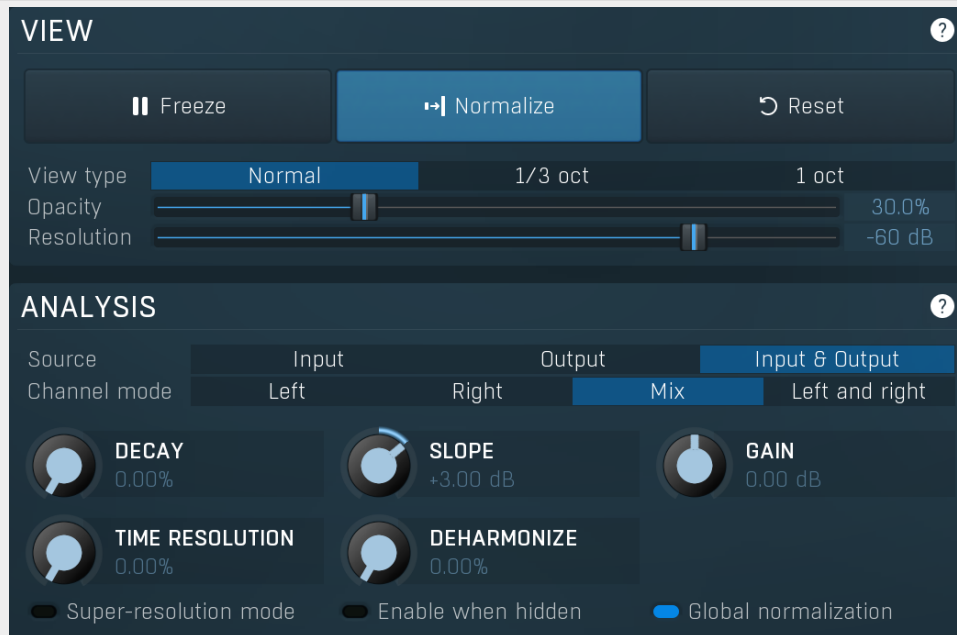 VIEW ?
Freeze Normalize Reset
View type Normal 1/3 oct 1 oct
Opacity 30.0%
Resolution -60 dB
ANALYSIS ?
Source Input Output Input & Output
Channel mode Left Right Mix Left and right
DECAY SLOPE GAIN
0.00% +3.00 dB 0.00 dB
TIME RESOLUTION DEHARMONIZE
0.00% 0.00%
Super-resolution mode Enable when hidden Global normalization